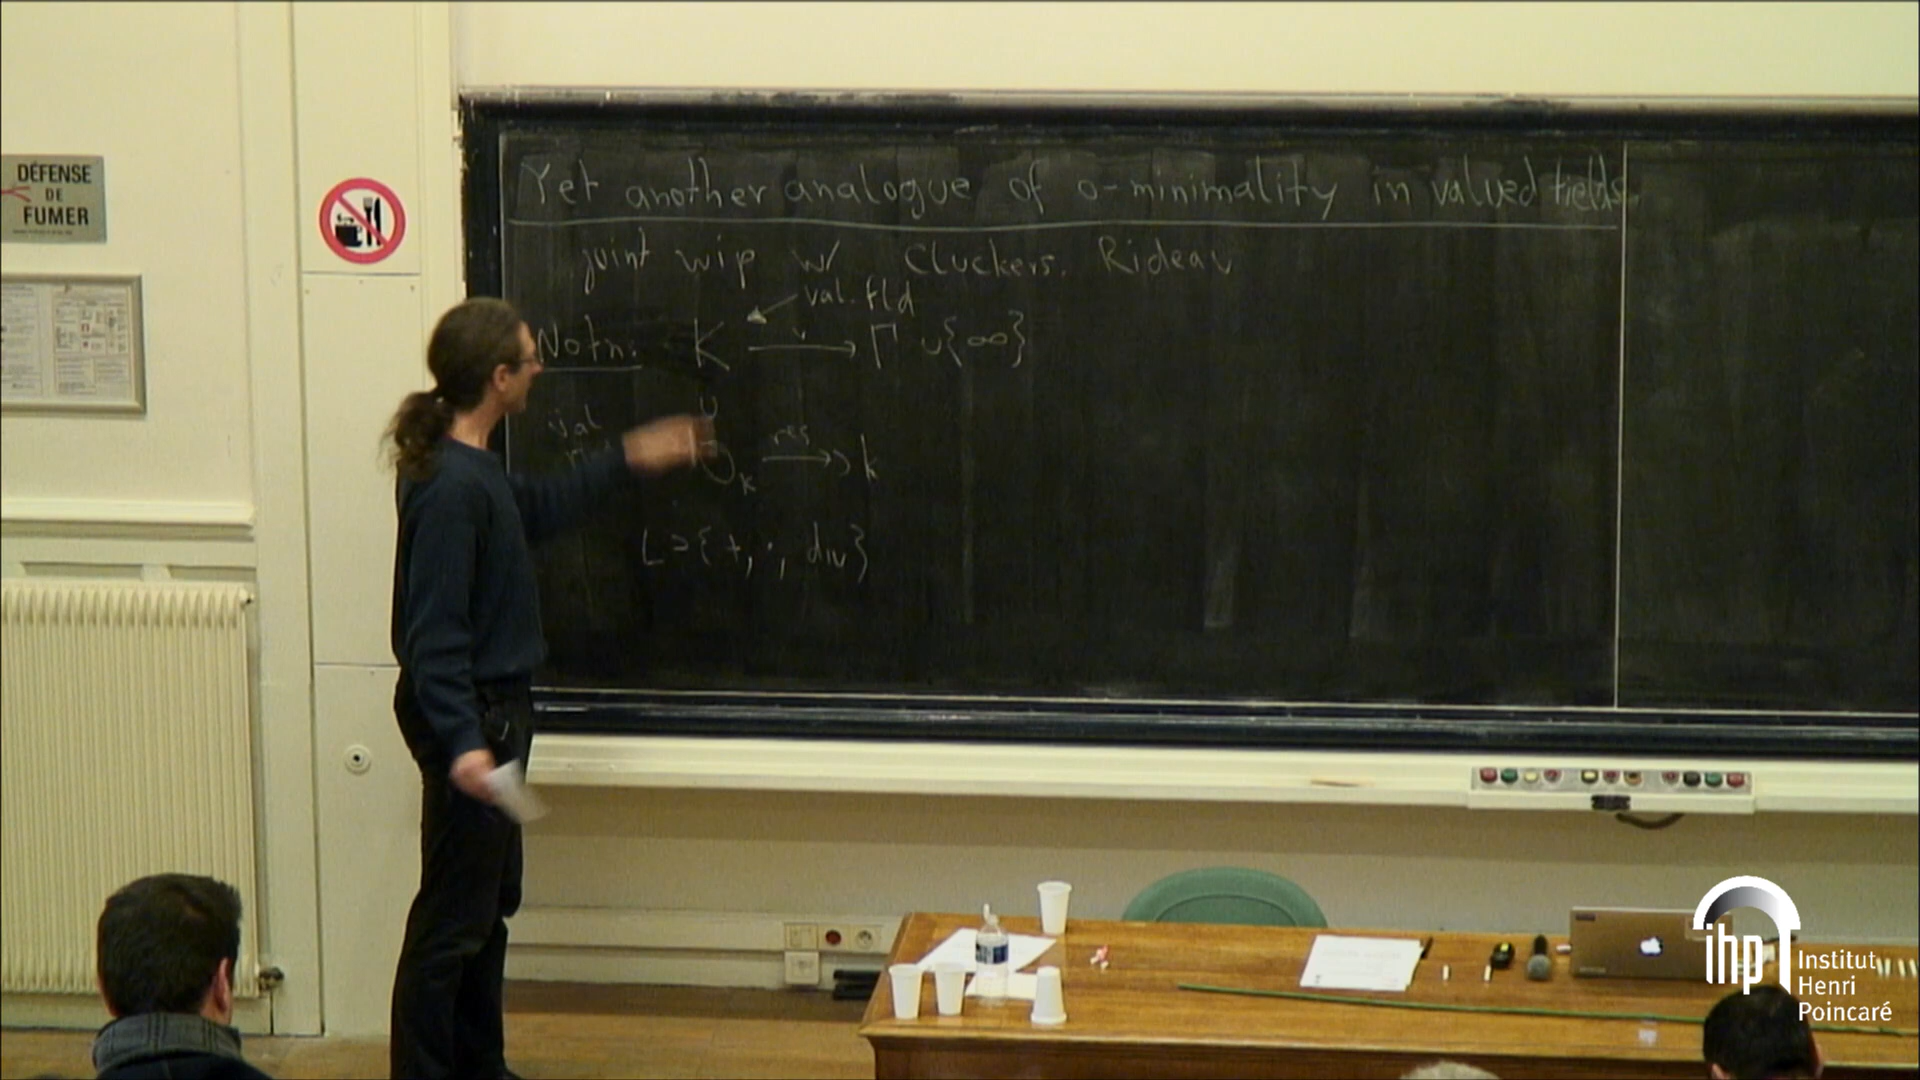 DÉFENSE
DE
FUMER
Yet another analogue of o-minimality in valued fields
joint wip w/ Cluckers, Rideau
val. fld
Notn: K →^v Γ ∪{∞}
∪
val
O_K →^res k
L ⊃ {+, ·, div}
ihp Institut
Henri
Poincaré